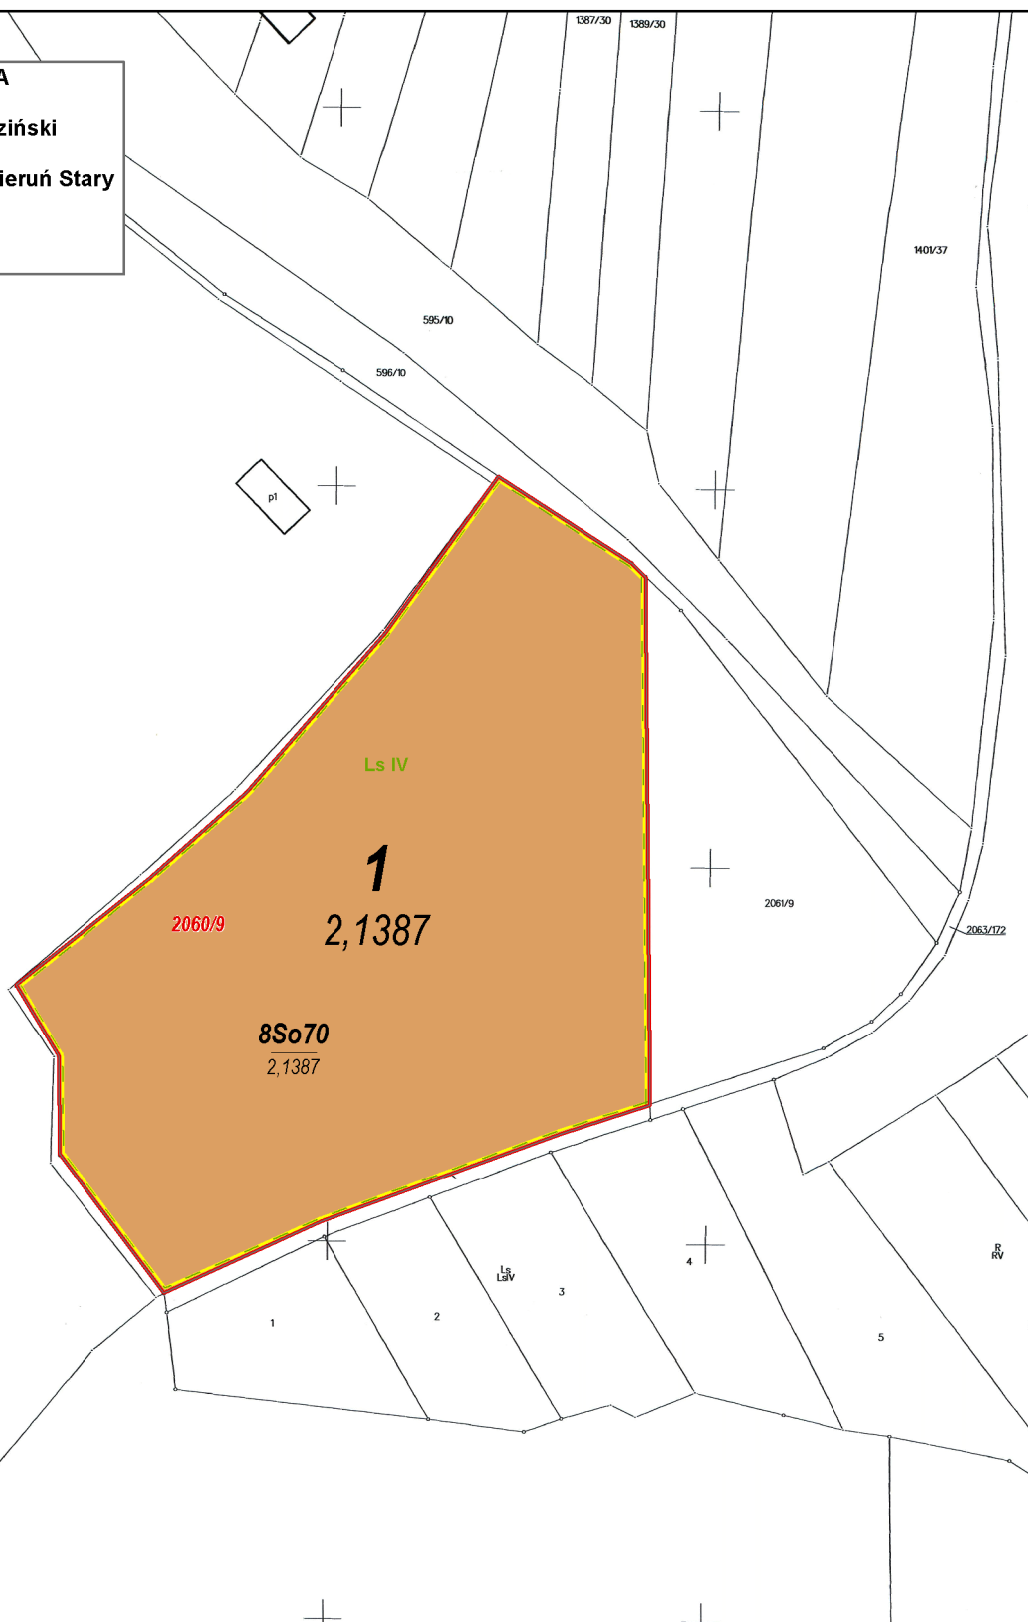 1387/30
1389/30
A
ziński
ieruń Stary
1401/37
595/10
596/10
p1
Ls IV
1
2,1387
2060/9
2061/9
2063/172
8So70
2,1387
Ls
LsIV
R
RV
4
3
2
1
5